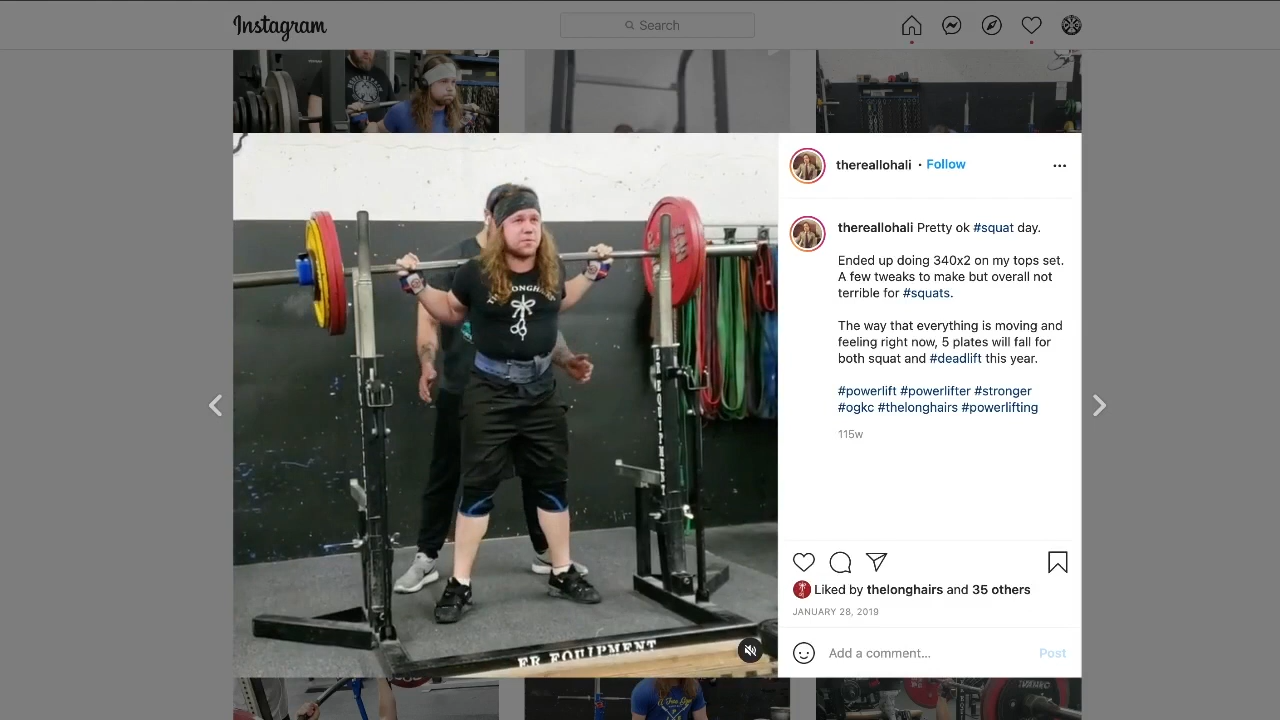 Instagram
Search
thereallohali · Follow
thereallohali Pretty ok #squat day.
Ended up doing 340x2 on my tops set.
A few tweaks to make but overall not
terrible for #squats.
The way that everything is moving and
feeling right now, 5 plates will fall for
both squat and #deadlift this year.
#powerlift #powerlifter #stronger
#ogkc #thelonghairs #powerlifting
115w
THELONGHAIRS
EQUIPMENT
ER EQUIPMENT
Liked by thelonghairs and 35 others
JANUARY 28, 2019
Add a comment...
Post